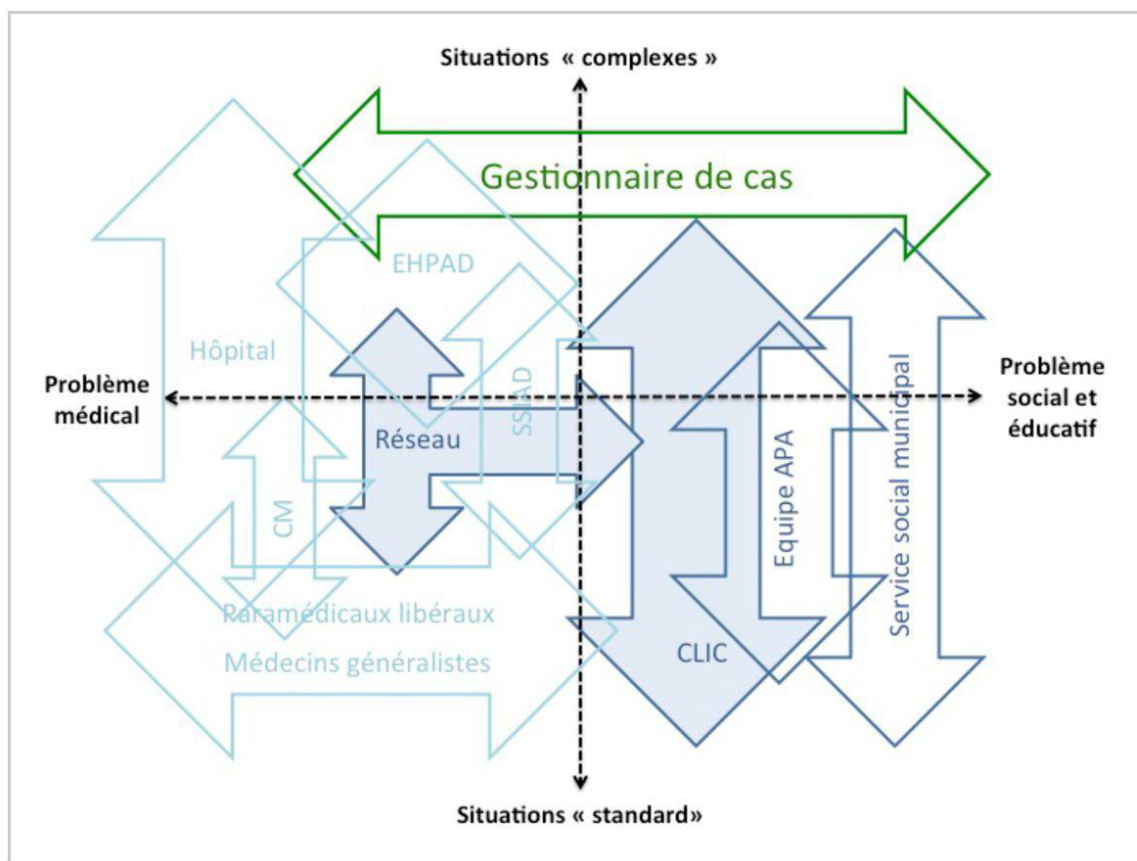 Situations « complexes »
Gestionnaire de cas
EHPAD
Hôpital
Problème
médical
SSIAD
Problème
social et
éducatif
Réseau
CM
Equipe APA
Service social municipal
Paramédicaux libéraux
Médecins généralistes
CLIC
Situations « standard»